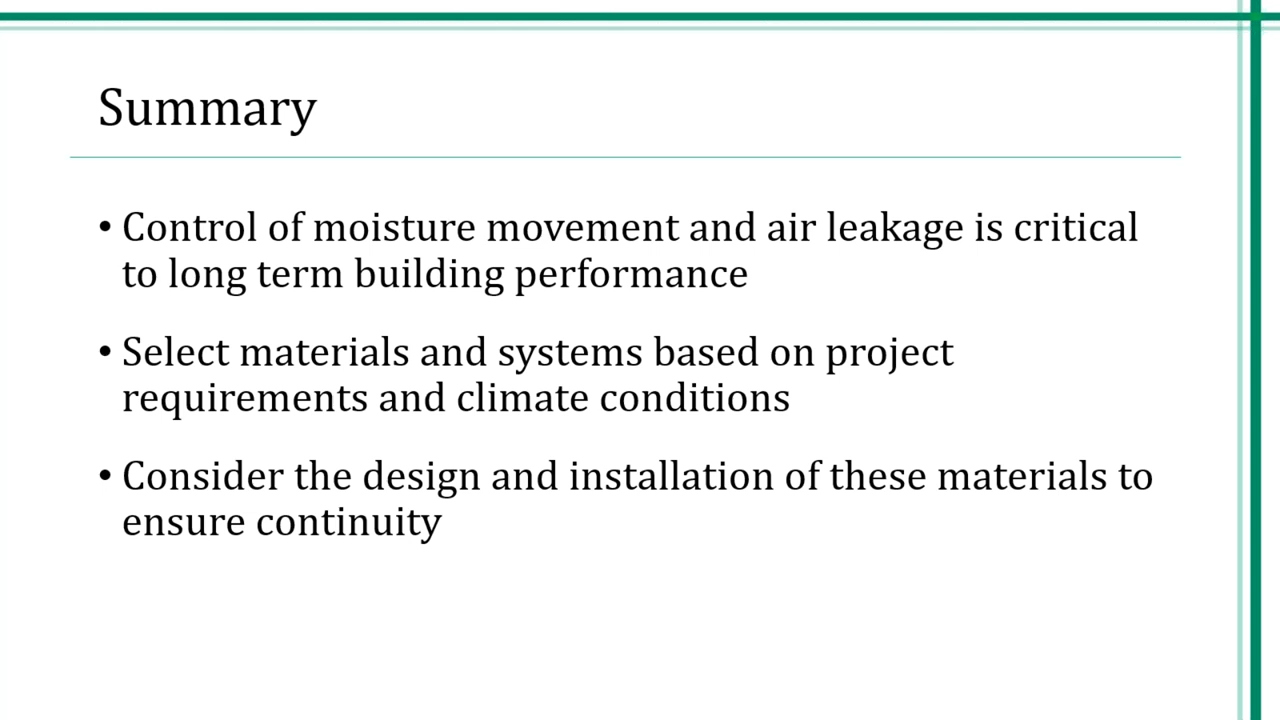 Summary
• Control of moisture movement and air leakage is critical
to long term building performance
• Select materials and systems based on project
requirements and climate conditions
• Consider the design and installation of these materials to
ensure continuity